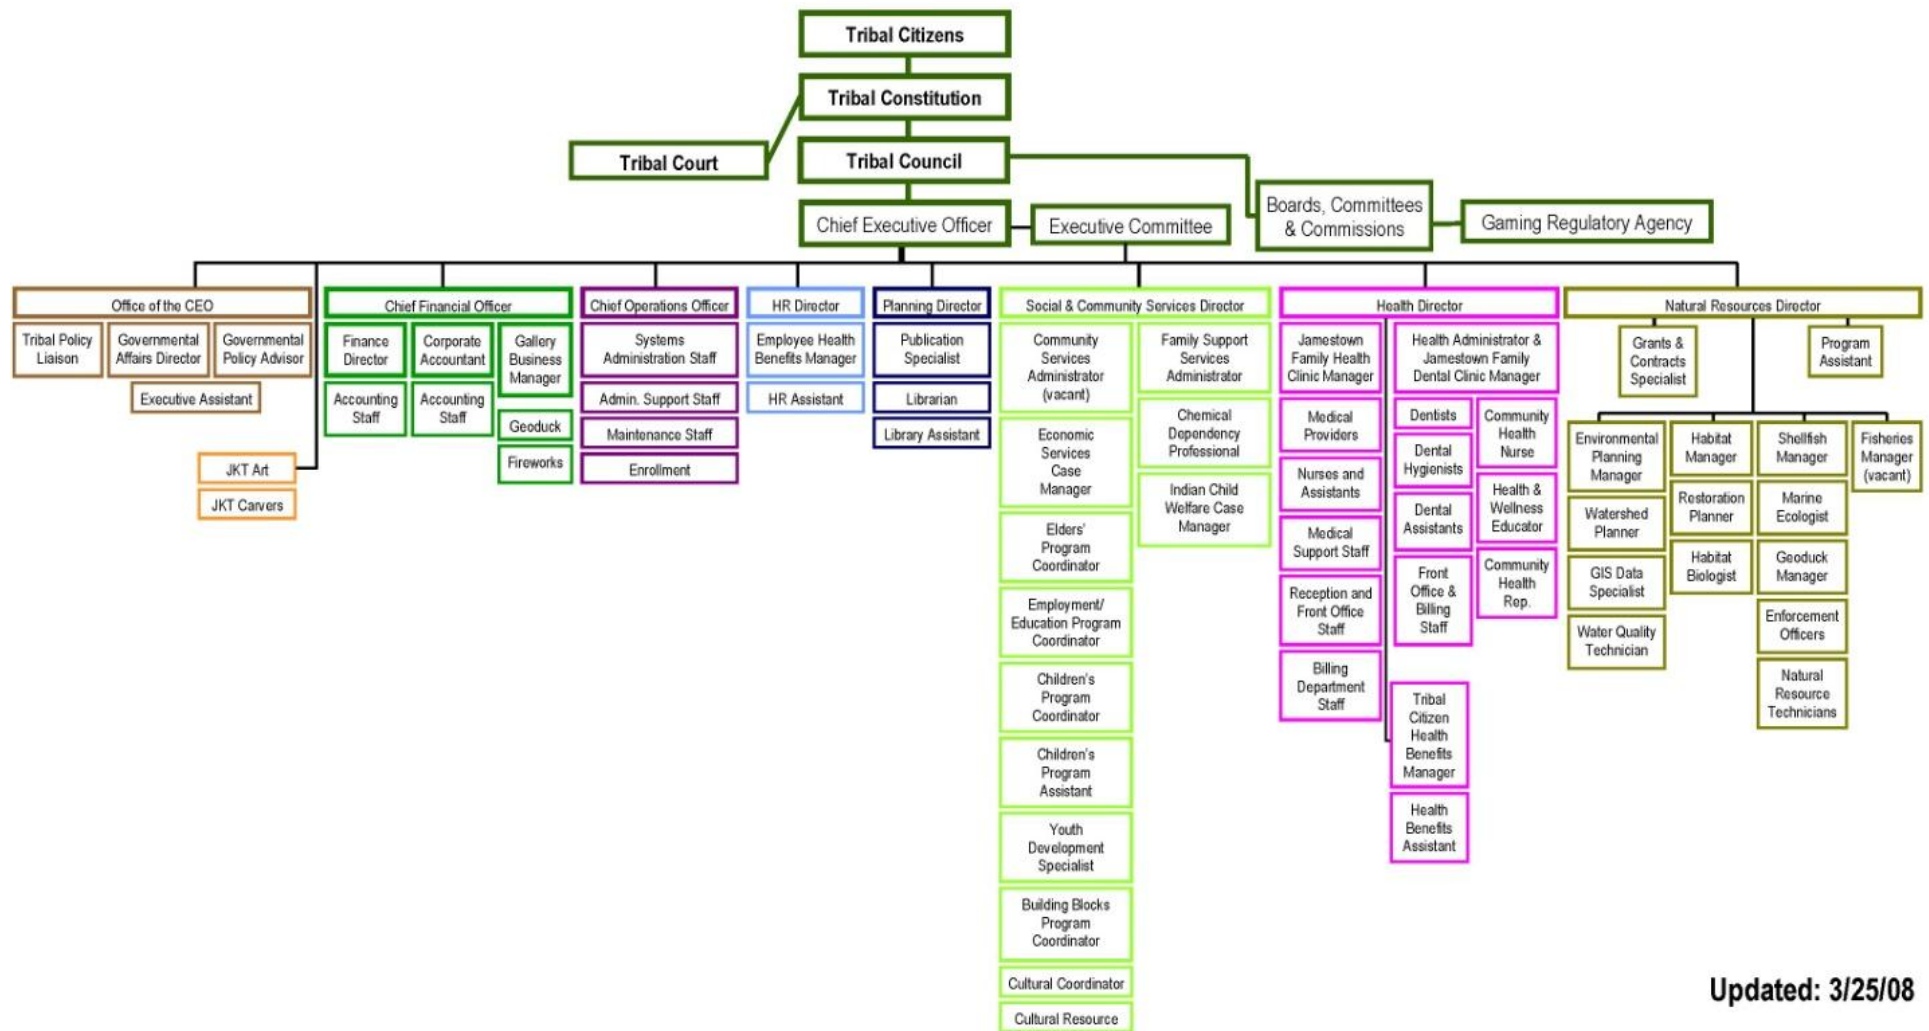 Tribal Citizens
Tribal Constitution
Tribal Court
Tribal Council
Chief Executive Officer
Executive Committee
Boards, Committees
& Commissions
Gaming Regulatory Agency
Office of the CEO
Tribal Policy
Liaison
Governmental
Affairs Director
Governmental
Policy Advisor
Executive Assistant
JKT Art
JKT Carvers
Chief Financial Officer
Finance
Director
Accounting
Staff
Corporate
Accountant
Accounting
Staff
Gallery
Business
Manager
Geoduck
Fireworks
Chief Operations Officer
Systems
Administration Staff
Admin. Support Staff
Maintenance Staff
Enrollment
HR Director
Employee Health
Benefits Manager
HR Assistant
Planning Director
Publication
Specialist
Librarian
Library Assistant
Social & Community Services Director
Community
Services
Administrator
(vacant)
Economic
Services
Case
Manager
Elders'
Program
Coordinator
Employment/
Education Program
Coordinator
Children's
Program
Coordinator
Children's
Program
Assistant
Youth
Development
Specialist
Building Blocks
Program
Coordinator
Cultural Coordinator
Cultural Resource
Family Support
Services
Administrator
Chemical
Dependency
Professional
Indian Child
Welfare Case
Manager
Health Director
Jamestown
Family Health
Clinic Manager
Medical
Providers
Nurses and
Assistants
Medical
Support Staff
Reception and
Front Office
Staff
Billing
Department
Staff
Health Administrator &
Jamestown Family
Dental Clinic Manager
Dentists
Dental
Hygienists
Dental
Assistants
Front
Office &
Billing
Staff
Community
Health
Nurse
Health &
Wellness
Educator
Community
Health
Rep.
Tribal
Citizen
Health
Benefits
Manager
Health
Benefits
Assistant
Natural Resources Director
Grants &
Contracts
Specialist
Program
Assistant
Environmental
Planning
Manager
Watershed
Planner
GIS Data
Specialist
Water Quality
Technician
Habitat
Manager
Restoration
Planner
Habitat
Biologist
Shellfish
Manager
Marine
Ecologist
Geoduck
Manager
Enforcement
Officers
Natural
Resource
Technicians
Fisheries
Manager
(vacant)
Updated: 3/25/08